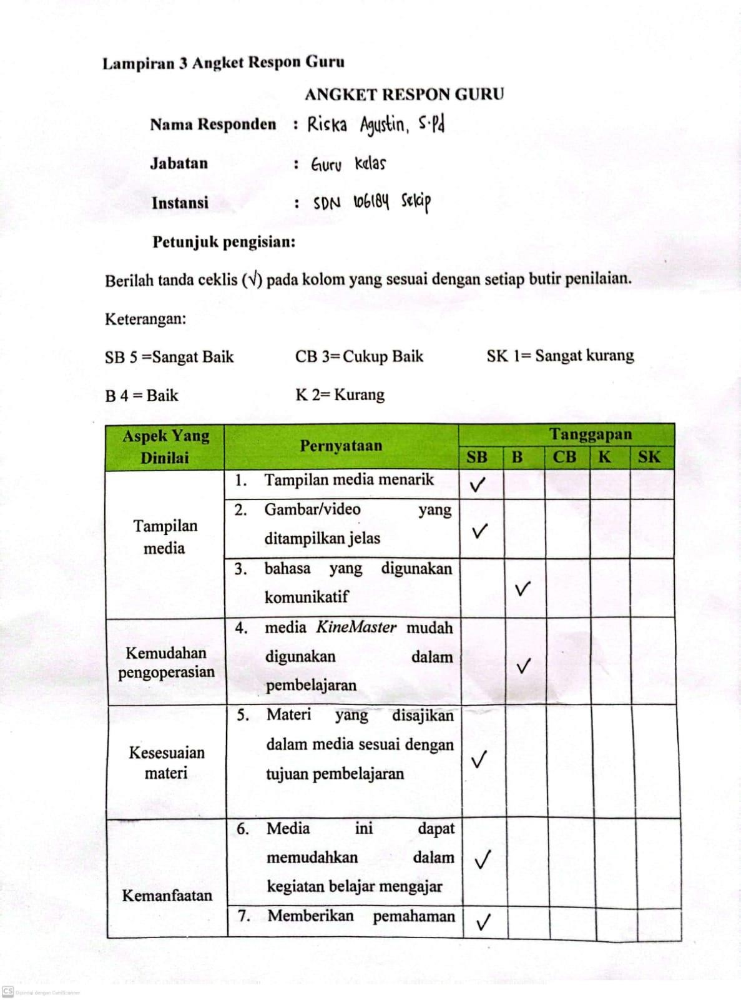 Lampiran 3 Angket Respon Guru
ANGKET RESPON GURU
Nama Responden : Riska Agustin, S.Pd
Jabatan : Guru Kelas
Instansi : SDN 106184 Sekip
Petunjuk pengisian:
Berilah tanda ceklis (√) pada kolom yang sesuai dengan setiap butir penilaian.
Keterangan:
SB 5 =Sangat Baik CB 3= Cukup Baik SK 1= Sangat kurang
B 4 = Baik K 2= Kurang
Aspek Yang Dinilai Pernyataan Tanggapan
SB B CB K SK
Tampilan media
1. Tampilan media menarik ✓
2. Gambar/video yang
ditampilkan jelas ✓
3. bahasa yang digunakan
komunikatif ✓
Kemudahan pengoperasian
4. media KineMaster mudah
digunakan dalam ✓
pembelajaran
Kesesuaian materi
5. Materi yang disajikan
dalam media sesuai dengan ✓
tujuan pembelajaran
Kemanfaatan
6. Media ini dapat
memudahkan dalam ✓
kegiatan belajar mengajar
7. Memberikan pemahaman ✓
CS Dipindai dengan CamScanner